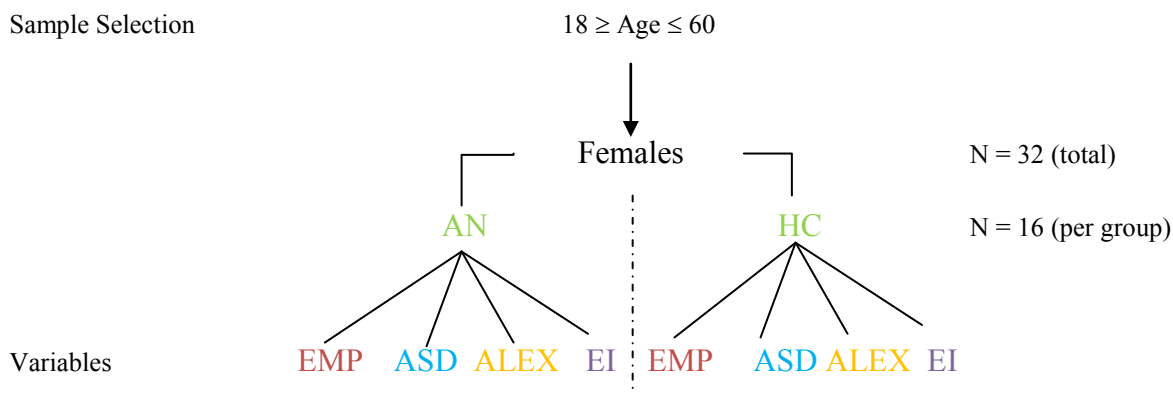 Sample Selection 18 ≥ Age ≤ 60
Females N = 32 (total)
AN HC N = 16 (per group)
Variables EMP ASD ALEX EI EMP ASD ALEX EI